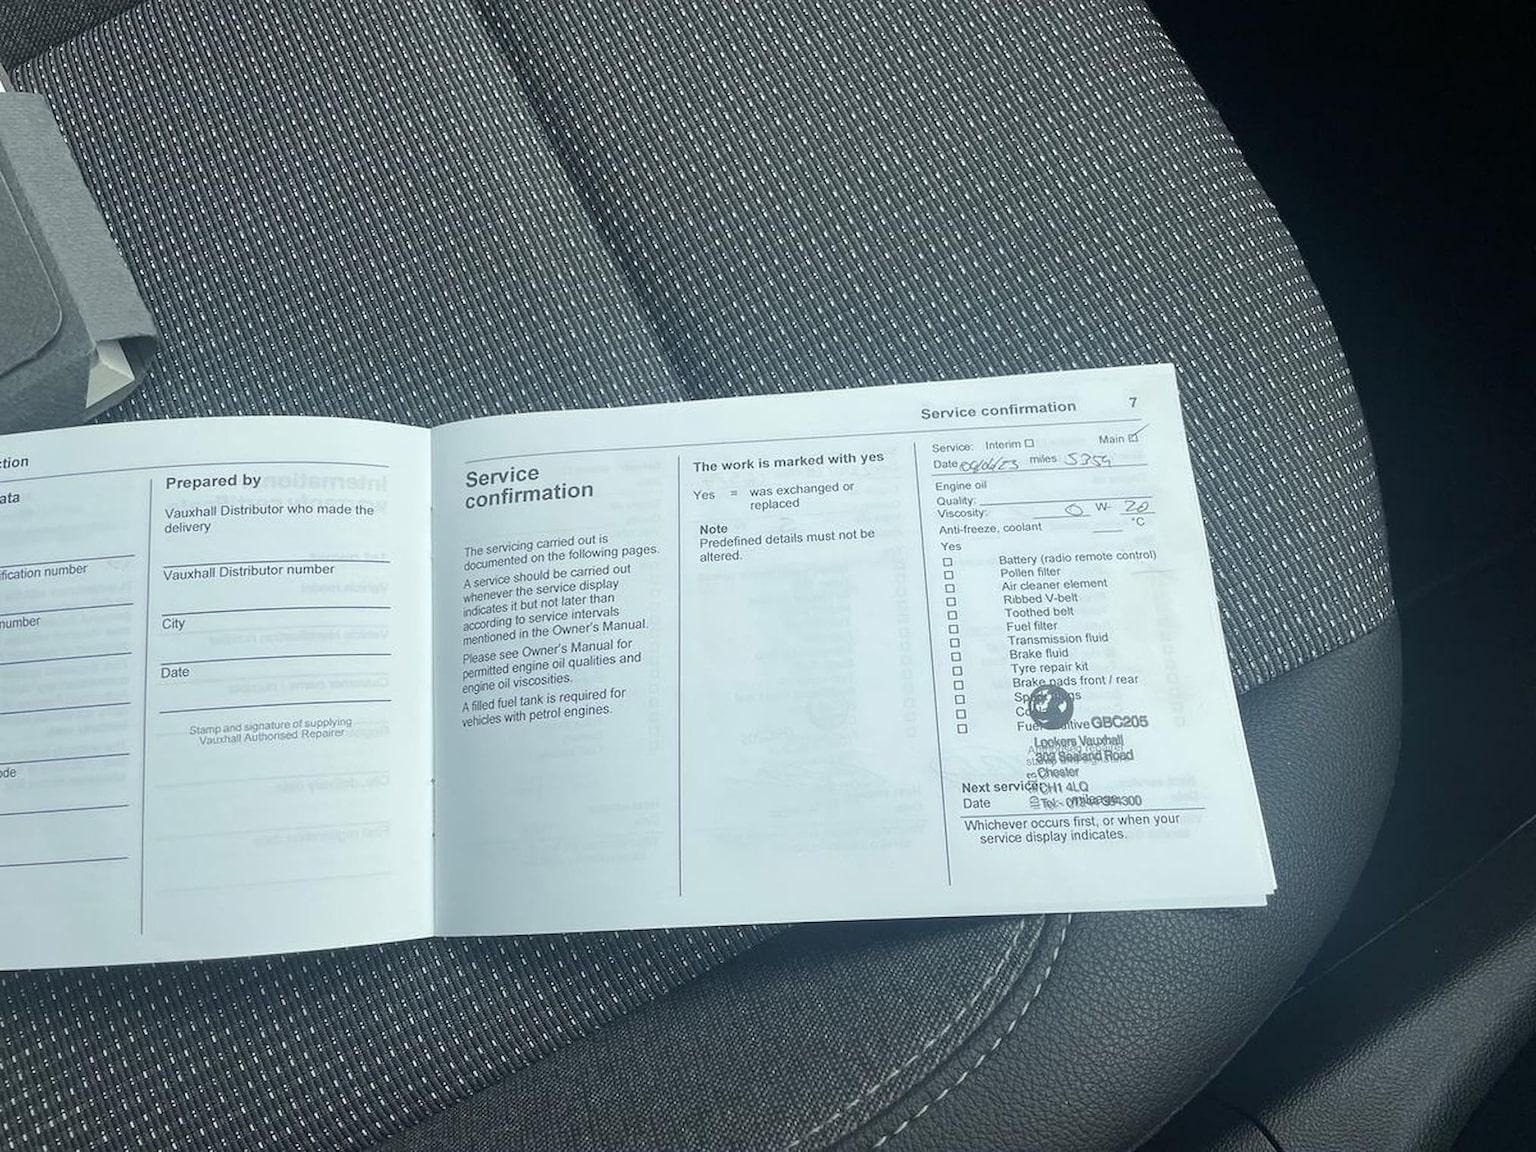 ction
ata
ification number
number
ode
Prepared by
Vauxhall Distributor who made the
delivery
Vauxhall Distributor number
City
Date
Stamp and signature of supplying
Vauxhall Authorised Repairer
Service
confirmation
The servicing carried out is
documented on the following pages.
A service should be carried out
whenever the service display
indicates it but not later than
according to service intervals
mentioned in the Owner's Manual.
Please see Owner's Manual for
permitted engine oil qualities and
engine oil viscosities.
A filled fuel tank is required for
vehicles with petrol engines.
The work is marked with yes
Yes = was exchanged or
replaced
Note
Predefined details must not be
altered.
Service confirmation 7
Service: Interim Main
Date miles 5359
Engine oil
Quality:
Viscosity: 0 W- 20
Anti-freeze, coolant °C
Yes
Battery (radio remote control)
Pollen filter
Air cleaner element
Ribbed V-belt
Toothed belt
Fuel filter
Transmission fluid
Brake fluid
Tyre repair kit
Brake pads front / rear
GBC205
Lookers Vauxhall
Sealand Road
Chester
CH1 4LQ
Next service:
Date mileage
Whichever occurs first, or when your
service display indicates.